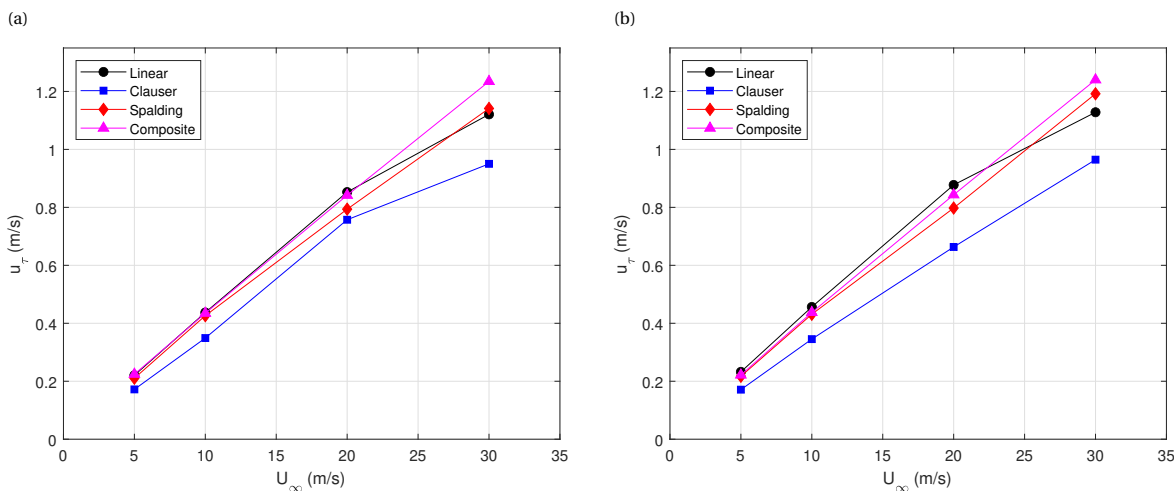 (a)
Linear
Clauser
Spalding
Composite
1.2
1
0.8
0.6
0.4
0.2
0
0 5 10 15 20 25 30 35
u_τ (m/s)
U_∞ (m/s)
(b)
Linear
Clauser
Spalding
Composite
1.2
1
0.8
0.6
0.4
0.2
0
0 5 10 15 20 25 30 35
u_τ (m/s)
U_∞ (m/s)